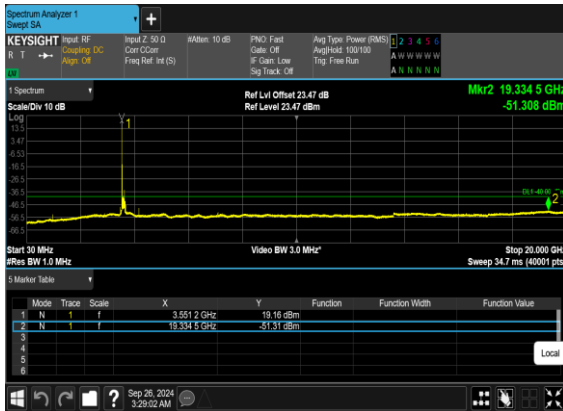 Spectrum Analyzer 1
Swept SA
+
KEYSIGHT Input: RF Input Z: 50 Ω #Atten: 10 dB PNO: Fast Avg Type: Power (RMS) 1 2 3 4 5 6
R T Coupling: DC Corr CCorr Gate: Off Avg|Hold: 100/100 A W W W W W
Align: Off Freq Ref: Int (S) IF Gain: Low Trig: Free Run
LXI Sig Track: Off A N N N N N
1 Spectrum Ref Lvl Offset 23.47 dB Mkr2 19.334 5 GHz
Scale/Div 10 dB Ref Level 23.47 dBm -51.308 dBm
Log
13.5
3.47
-6.53
-16.5
-26.5
-36.5
-46.5
-56.5
-66.5
1
DL1 -40.00
2
Start 30 MHz Video BW 3.0 MHz* Stop 20.000 GHz
#Res BW 1.0 MHz Sweep 34.7 ms (40001 pts
5 Marker Table
Mode Trace Scale X Y Function Function Width Function Value
1 N 1 f 3.551 2 GHz 19.16 dBm
2 N 1 f 19.334 5 GHz -51.31 dBm
3
4
5
6
Local
? Sep 26, 2024
3:29:02 AM